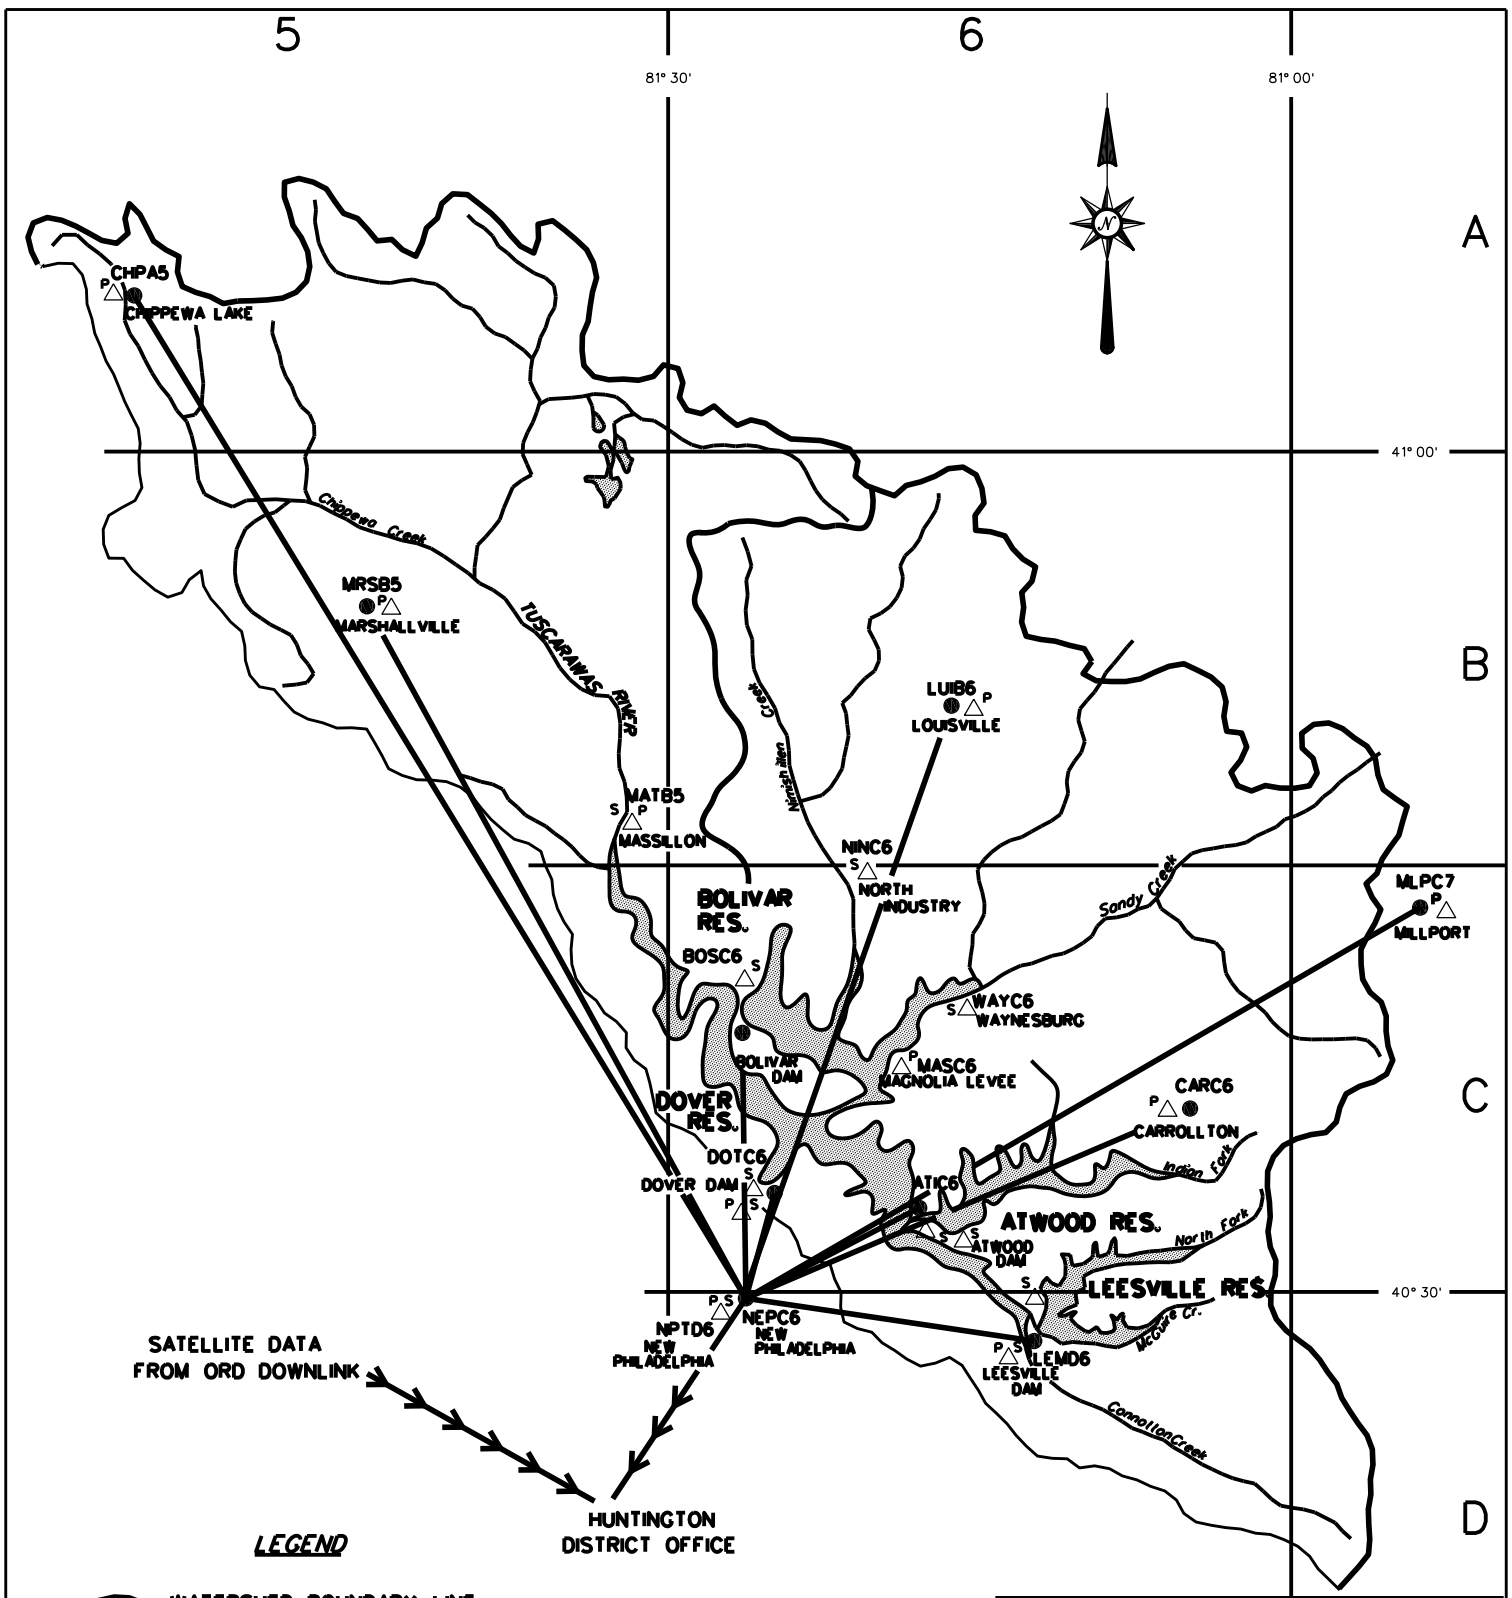 5
6
81° 30'
81° 00'
N
A
CHPA5
P
CHIPPEWA LAKE
41° 00'
Chippewa Creek
MRSB5
P
MARSHALLVILLE
TUSCARAWAS RIVER
B
LUIB6
P
LOUISVILLE
Nimishillen Creek
MATB5
S P
MASSILLON
NINC6
S
NORTH
INDUSTRY
Sandy Creek
MLPC7
P
MILLPORT
BOLIVAR
RES.
BOSC6
S
WAYC6
S
WAYNESBURG
BOLIVAR
DAM
P
MASC6
MAGNOLIA LEVEE
CARC6
P
CARROLLTON
C
DOVER
RES.
DOTC6
S
DOVER DAM
P S
Indian Fork
ATIC6
ATWOOD RES.
S S
ATWOOD
DAM
North Fork
S
LEESVILLE RES.
40° 30'
McGuire Cr.
P S
NEPC6
NEW
PHILADELPHIA
NPTD6
NEW
PHILADELPHIA
P S
LEMD6
LEESVILLE
DAM
SATELLITE DATA
FROM ORD DOWNLINK
ConnottonCreek
HUNTINGTON
DISTRICT OFFICE
D
LEGEND